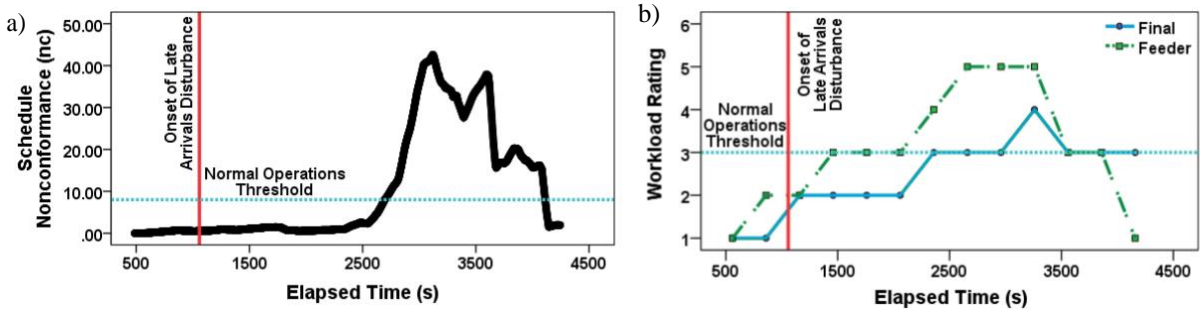 a)
50.00
40.00
30.00
20.00
10.00
.00
Schedule
Nonconformance (nc)
Onset of Late
Arrivals Disturbance
Normal Operations
Threshold
500
1500
2500
3500
4500
Elapsed Time (s)
b)
6
5
4
3
2
1
Workload Rating
Normal
Operations
Threshold
Onset of
Late Arrivals
Disturbance
Final
Feeder
500
1500
2500
3500
4500
Elapsed Time (s)